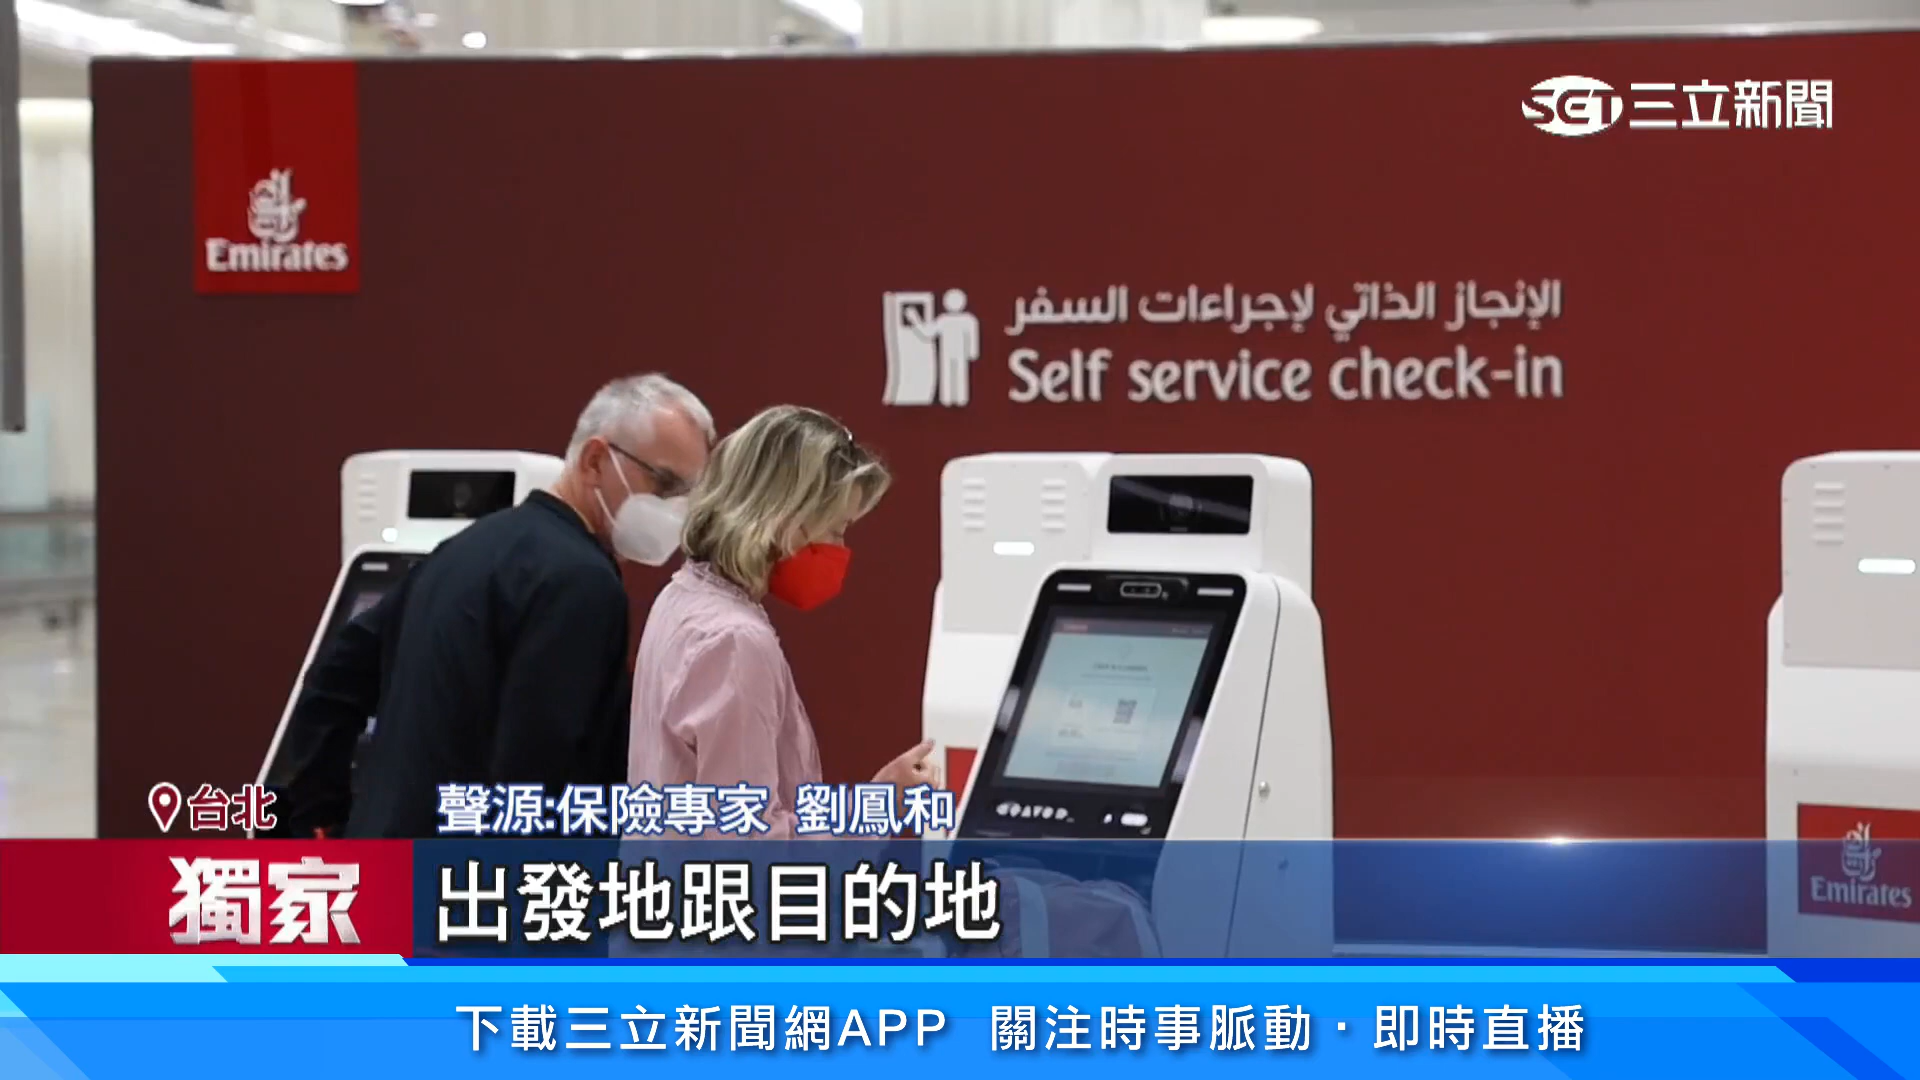 SET三立新聞
Emirates
الإنجاز الذاتي لإجراءات السفر
Self service check-in
台北
聲源:保險專家 劉鳳和
獨家
出發地跟目的地
Emirates
下載三立新聞網APP 關注時事脈動・即時直播